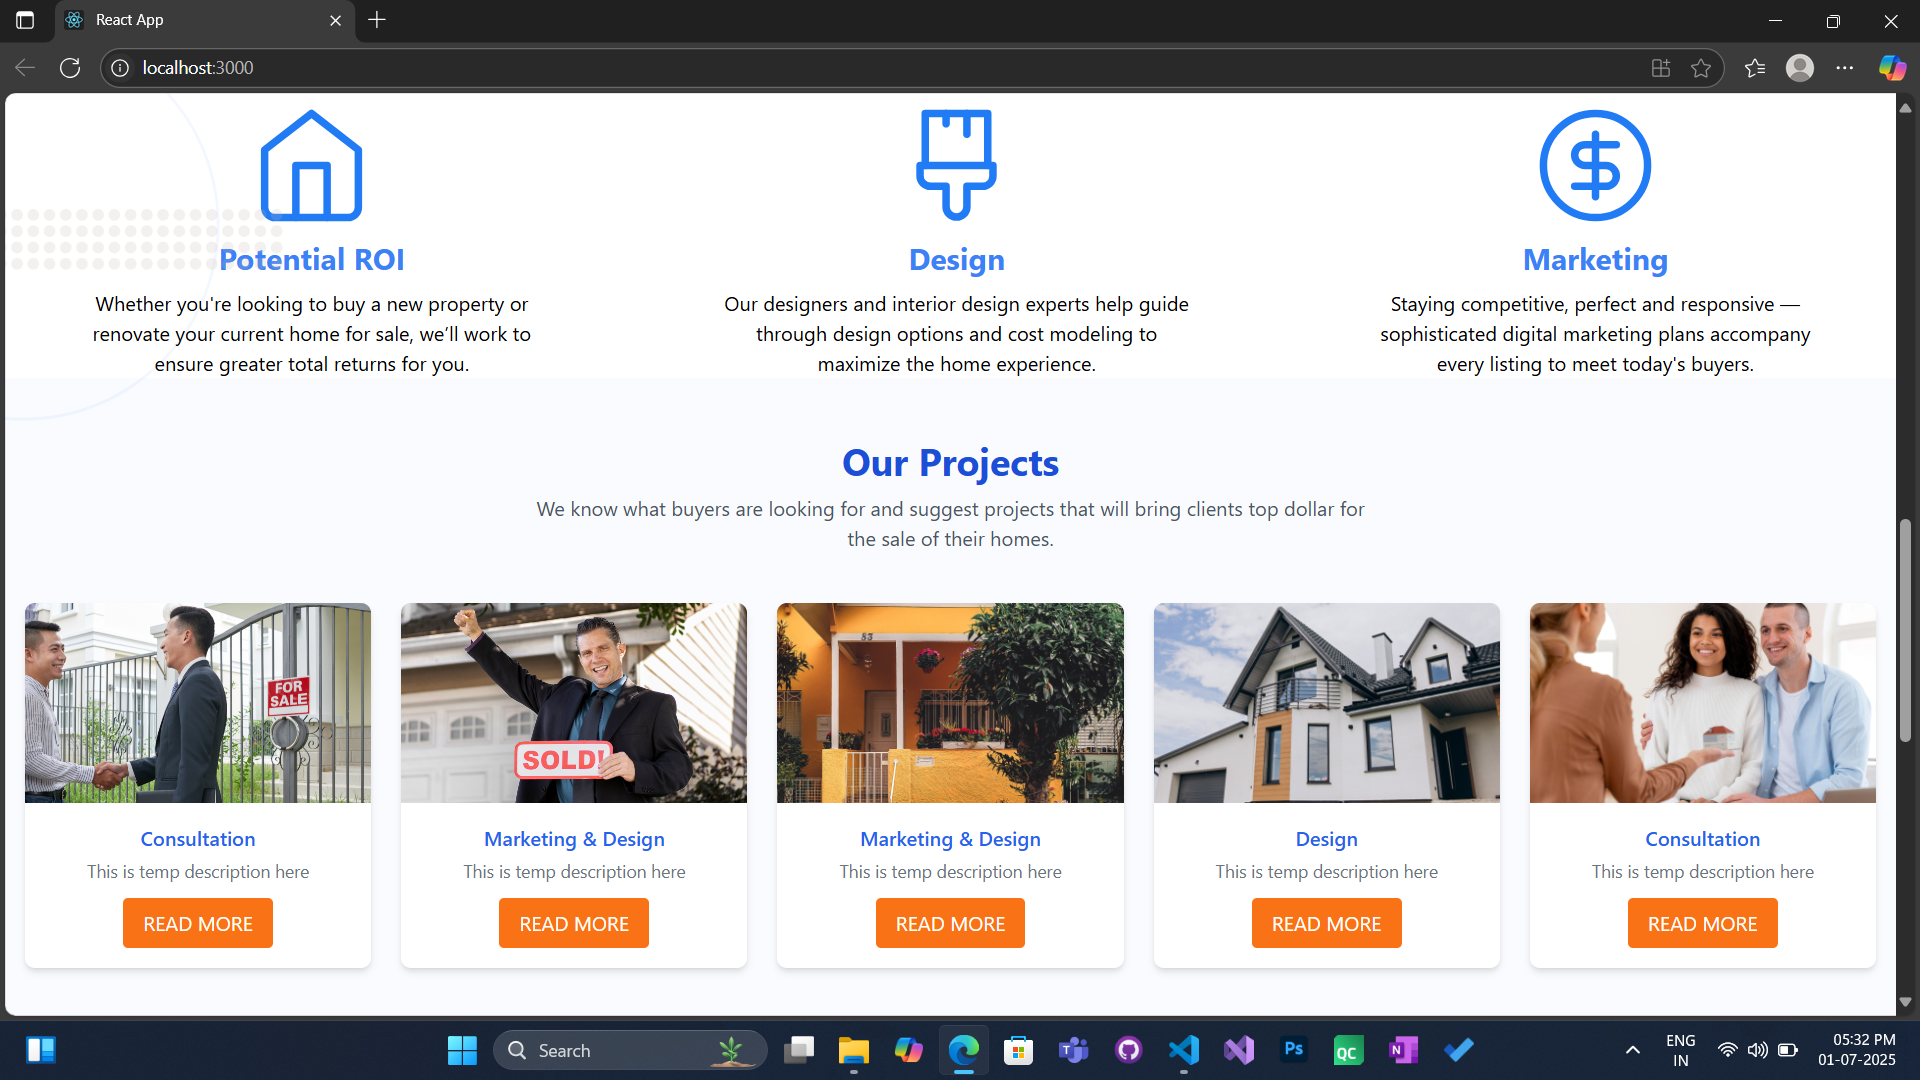 React App
localhost:3000
Potential ROI
Whether you're looking to buy a new property or
renovate your current home for sale, we’ll work to
ensure greater total returns for you.
Design
Our designers and interior design experts help guide
through design options and cost modeling to
maximize the home experience.
Marketing
Staying competitive, perfect and responsive —
sophisticated digital marketing plans accompany
every listing to meet today's buyers.
Our Projects
We know what buyers are looking for and suggest projects that will bring clients top dollar for
the sale of their homes.
FOR
SALE
Consultation
This is temp description here
READ MORE
SOLD!
Marketing & Design
This is temp description here
READ MORE
83
Marketing & Design
This is temp description here
READ MORE
Design
This is temp description here
READ MORE
Consultation
This is temp description here
READ MORE
Search
T
Ps
QC
N
ENG
IN
05:32 PM
01-07-2025